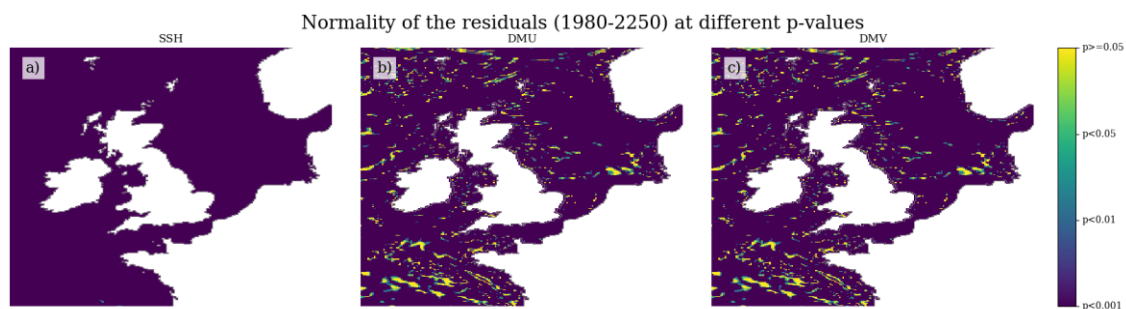 Normality of the residuals (1980-2250) at different p-values
SSH
DMU
DMV
a)
b)
c)
p>=0.05
p<0.05
p<0.01
p<0.001